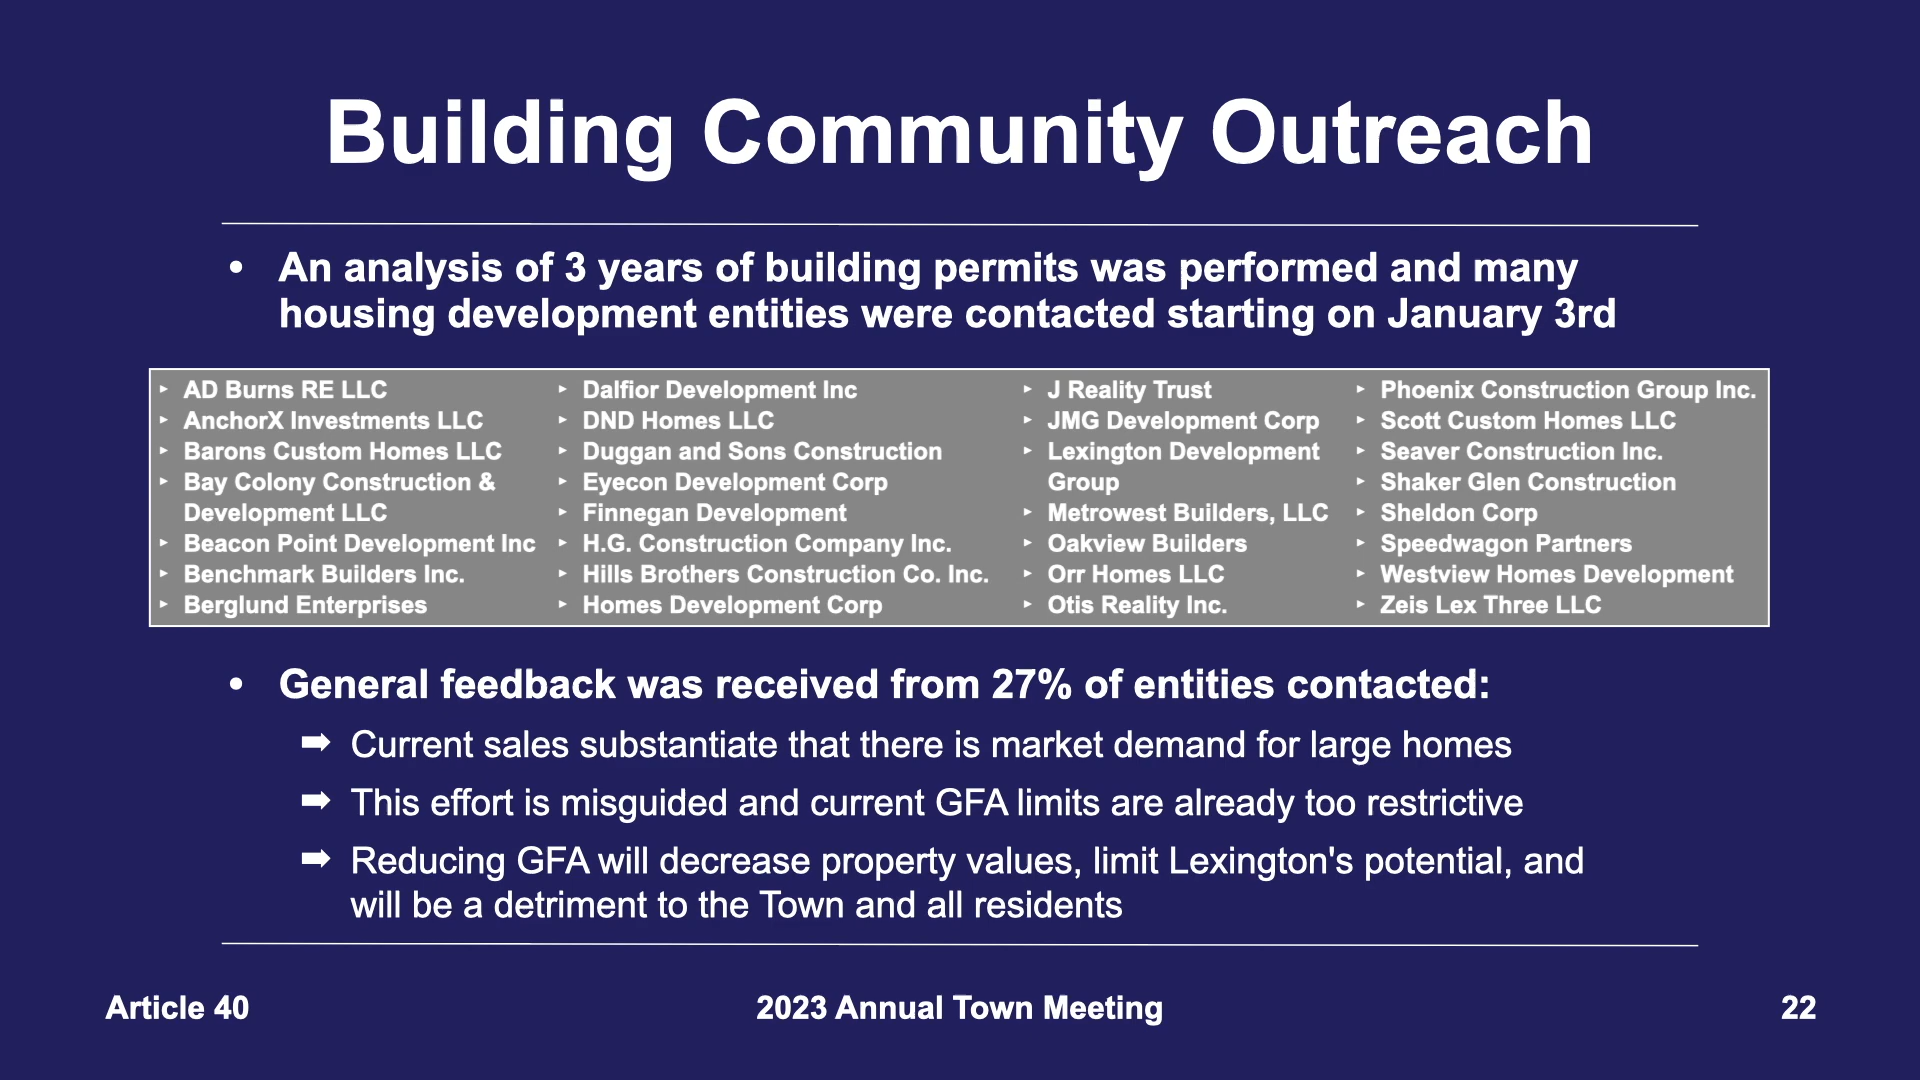 Building Community Outreach
• An analysis of 3 years of building permits was performed and many
housing development entities were contacted starting on January 3rd
‣ AD Burns RE LLC
‣ AnchorX Investments LLC
‣ Barons Custom Homes LLC
‣ Bay Colony Construction &
Development LLC
‣ Beacon Point Development Inc
‣ Benchmark Builders Inc.
‣ Berglund Enterprises
‣ Dalfior Development Inc
‣ DND Homes LLC
‣ Duggan and Sons Construction
‣ Eyecon Development Corp
‣ Finnegan Development
‣ H.G. Construction Company Inc.
‣ Hills Brothers Construction Co. Inc.
‣ Homes Development Corp
‣ J Reality Trust
‣ JMG Development Corp
‣ Lexington Development
Group
‣ Metrowest Builders, LLC
‣ Oakview Builders
‣ Orr Homes LLC
‣ Otis Reality Inc.
‣ Phoenix Construction Group Inc.
‣ Scott Custom Homes LLC
‣ Seaver Construction Inc.
‣ Shaker Glen Construction
‣ Sheldon Corp
‣ Speedwagon Partners
‣ Westview Homes Development
‣ Zeis Lex Three LLC
• General feedback was received from 27% of entities contacted:
➡ Current sales substantiate that there is market demand for large homes
➡ This effort is misguided and current GFA limits are already too restrictive
➡ Reducing GFA will decrease property values, limit Lexington's potential, and
will be a detriment to the Town and all residents
Article 40
2023 Annual Town Meeting
22